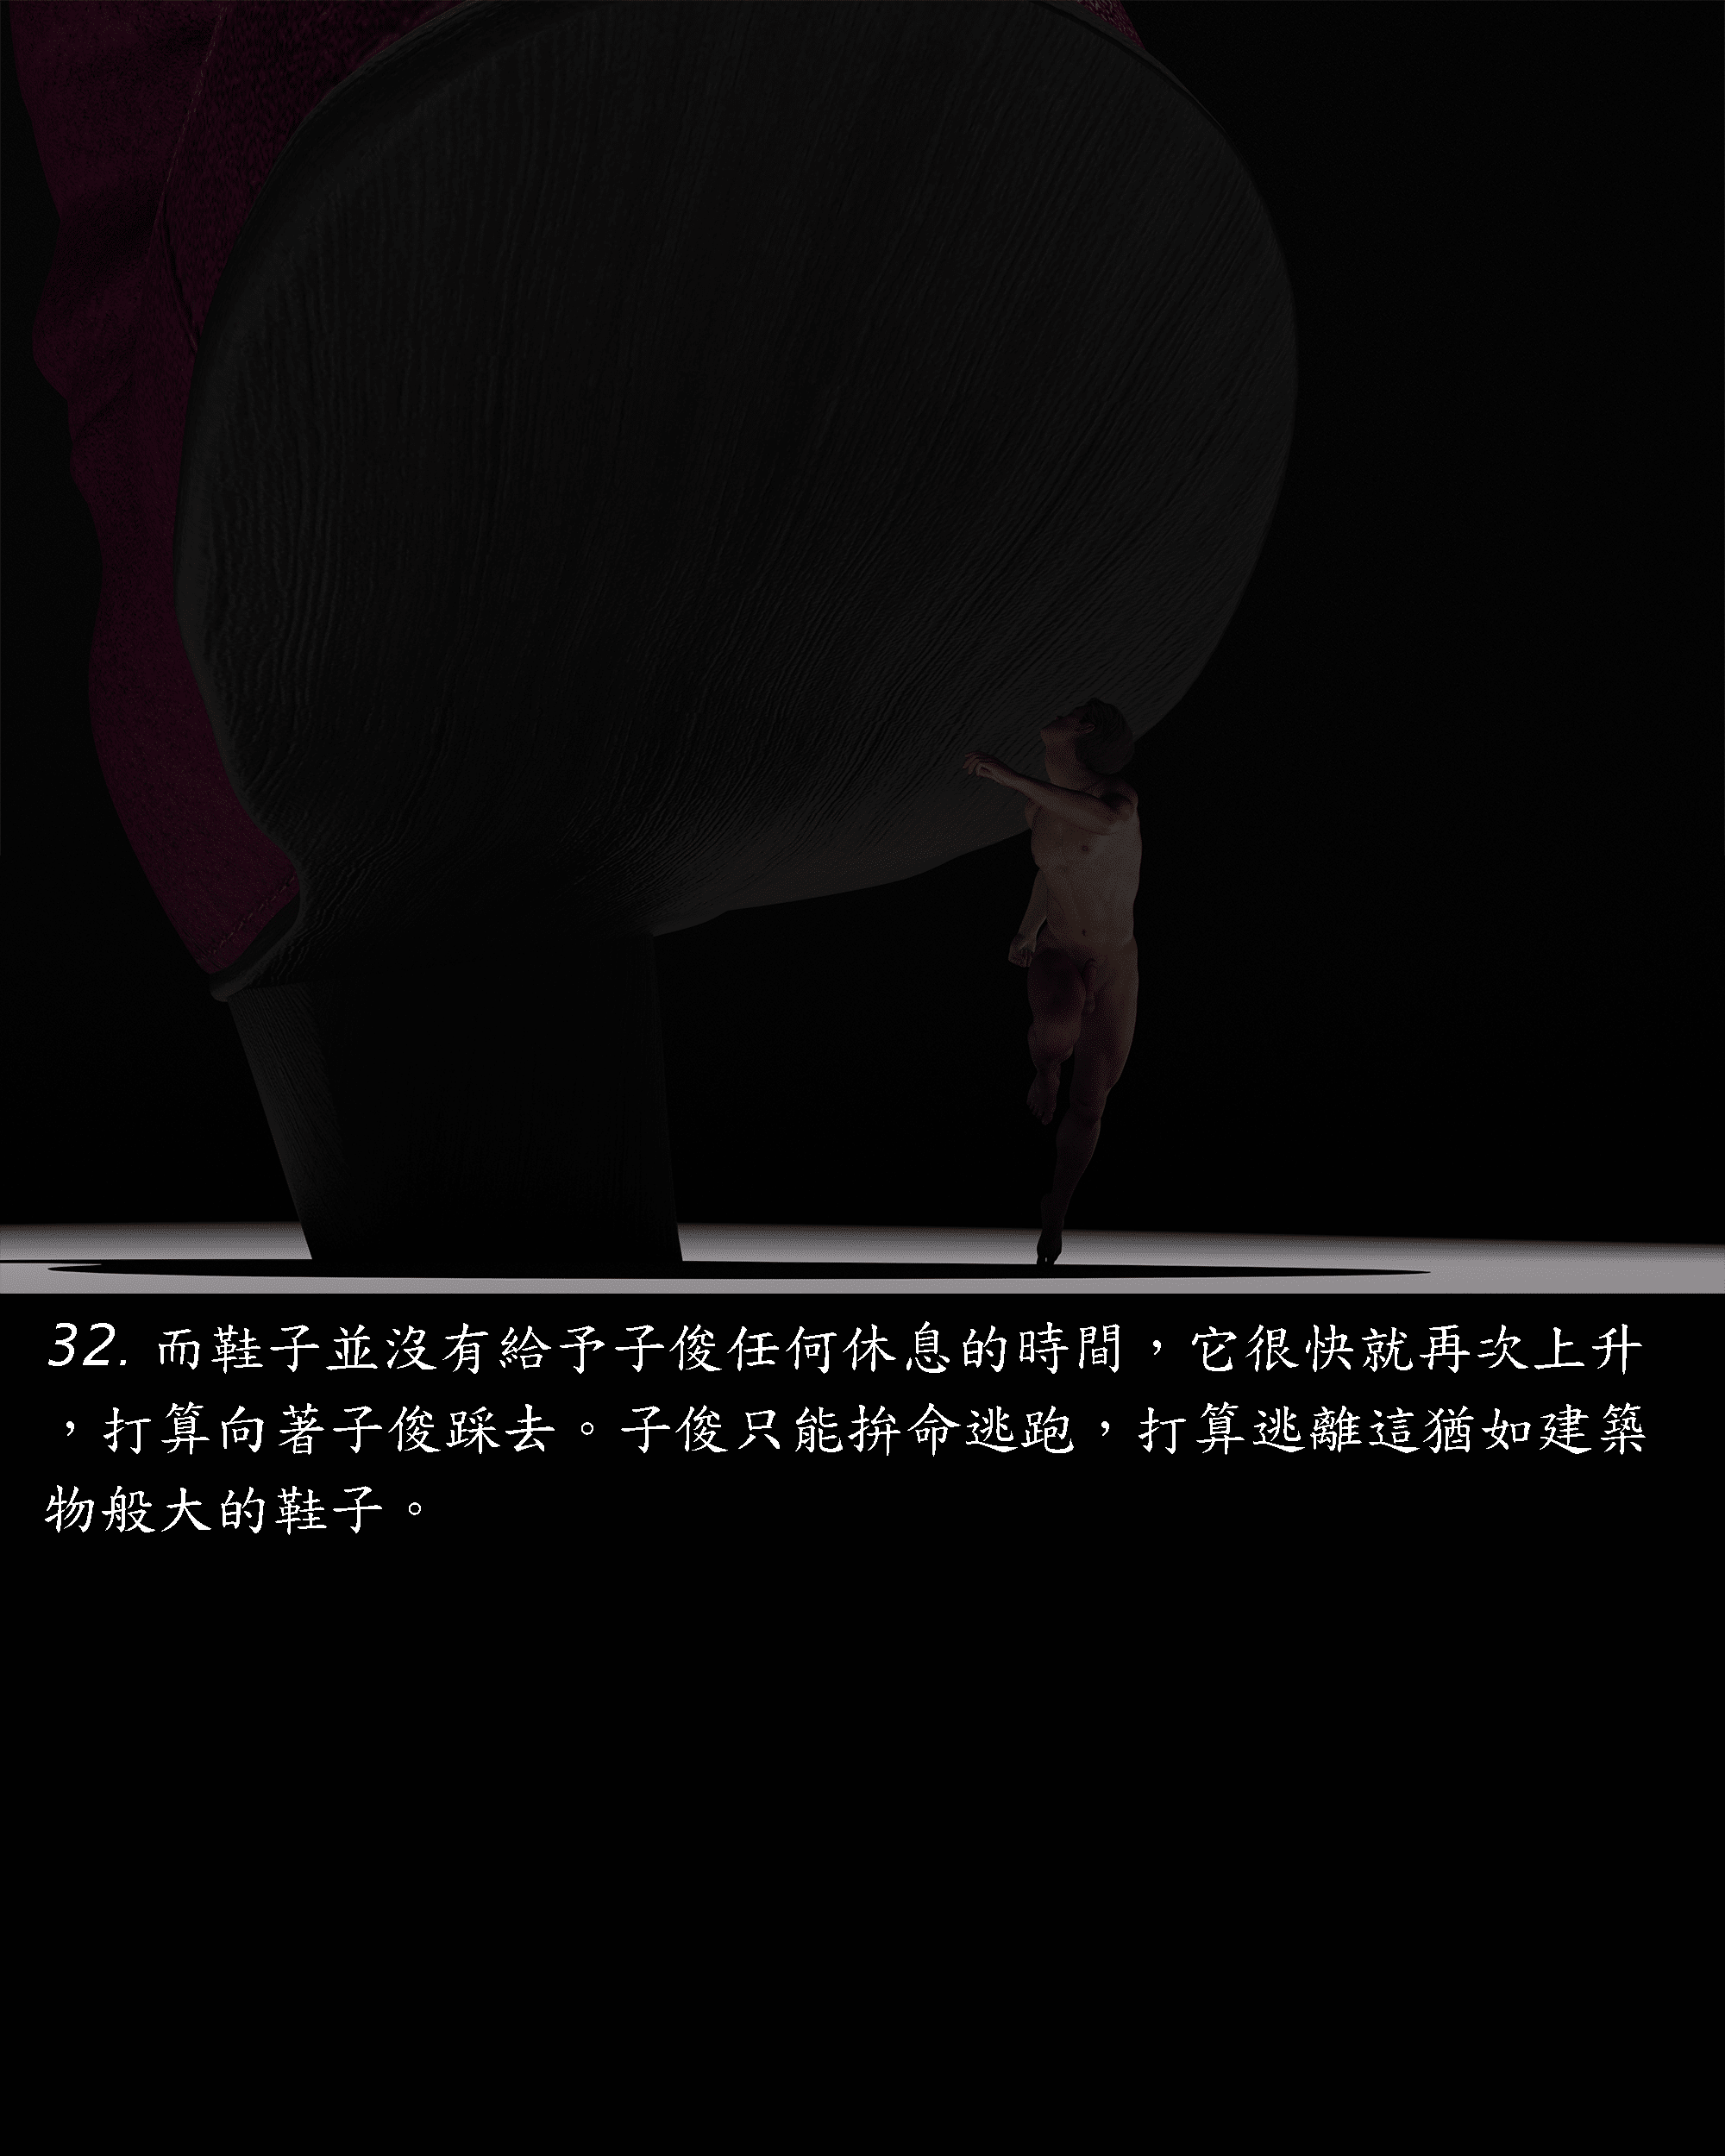 32. 而鞋子並沒有給予子俊任何休息的時間，它很快就再次上升
，打算向著子俊踩去。子俊只能拚命逃跑，打算逃離這猶如建築
物般大的鞋子。